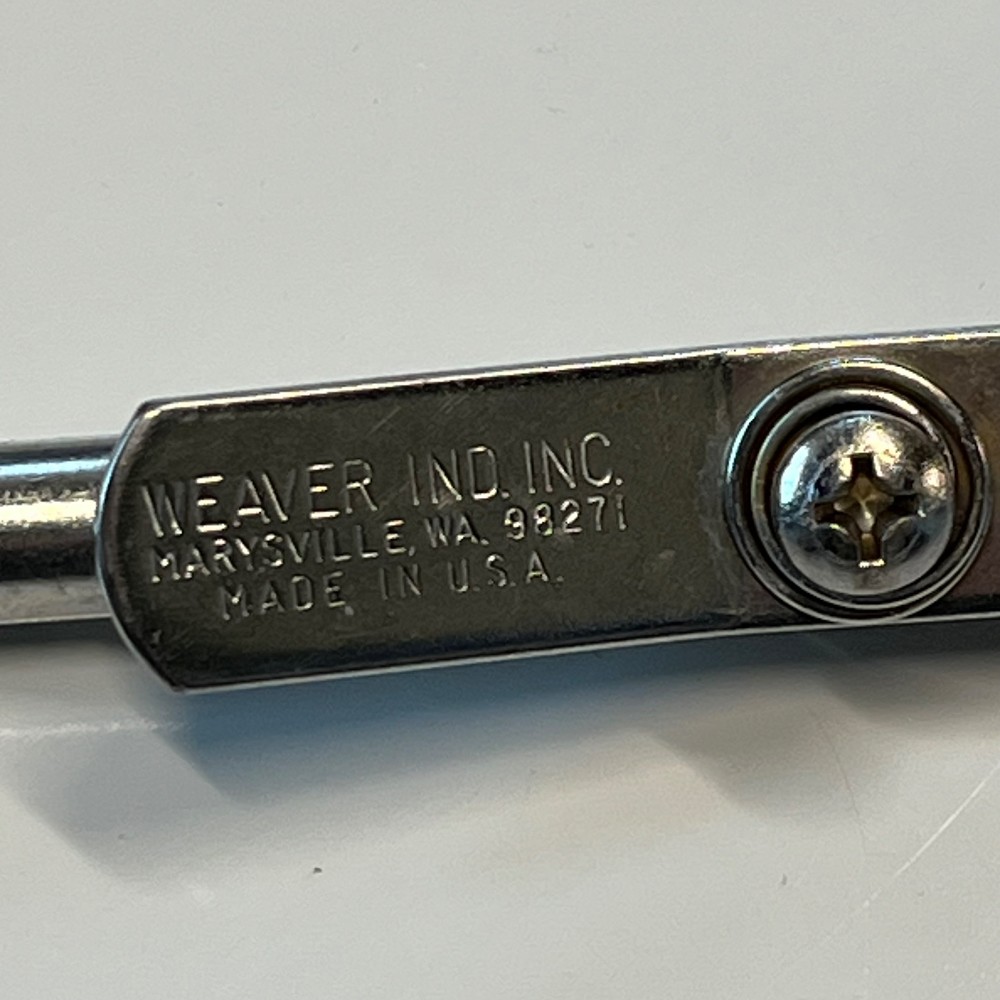 WEAVER IND. INC.
MARYSVILLE, WA. 98271
MADE IN U.S.A.